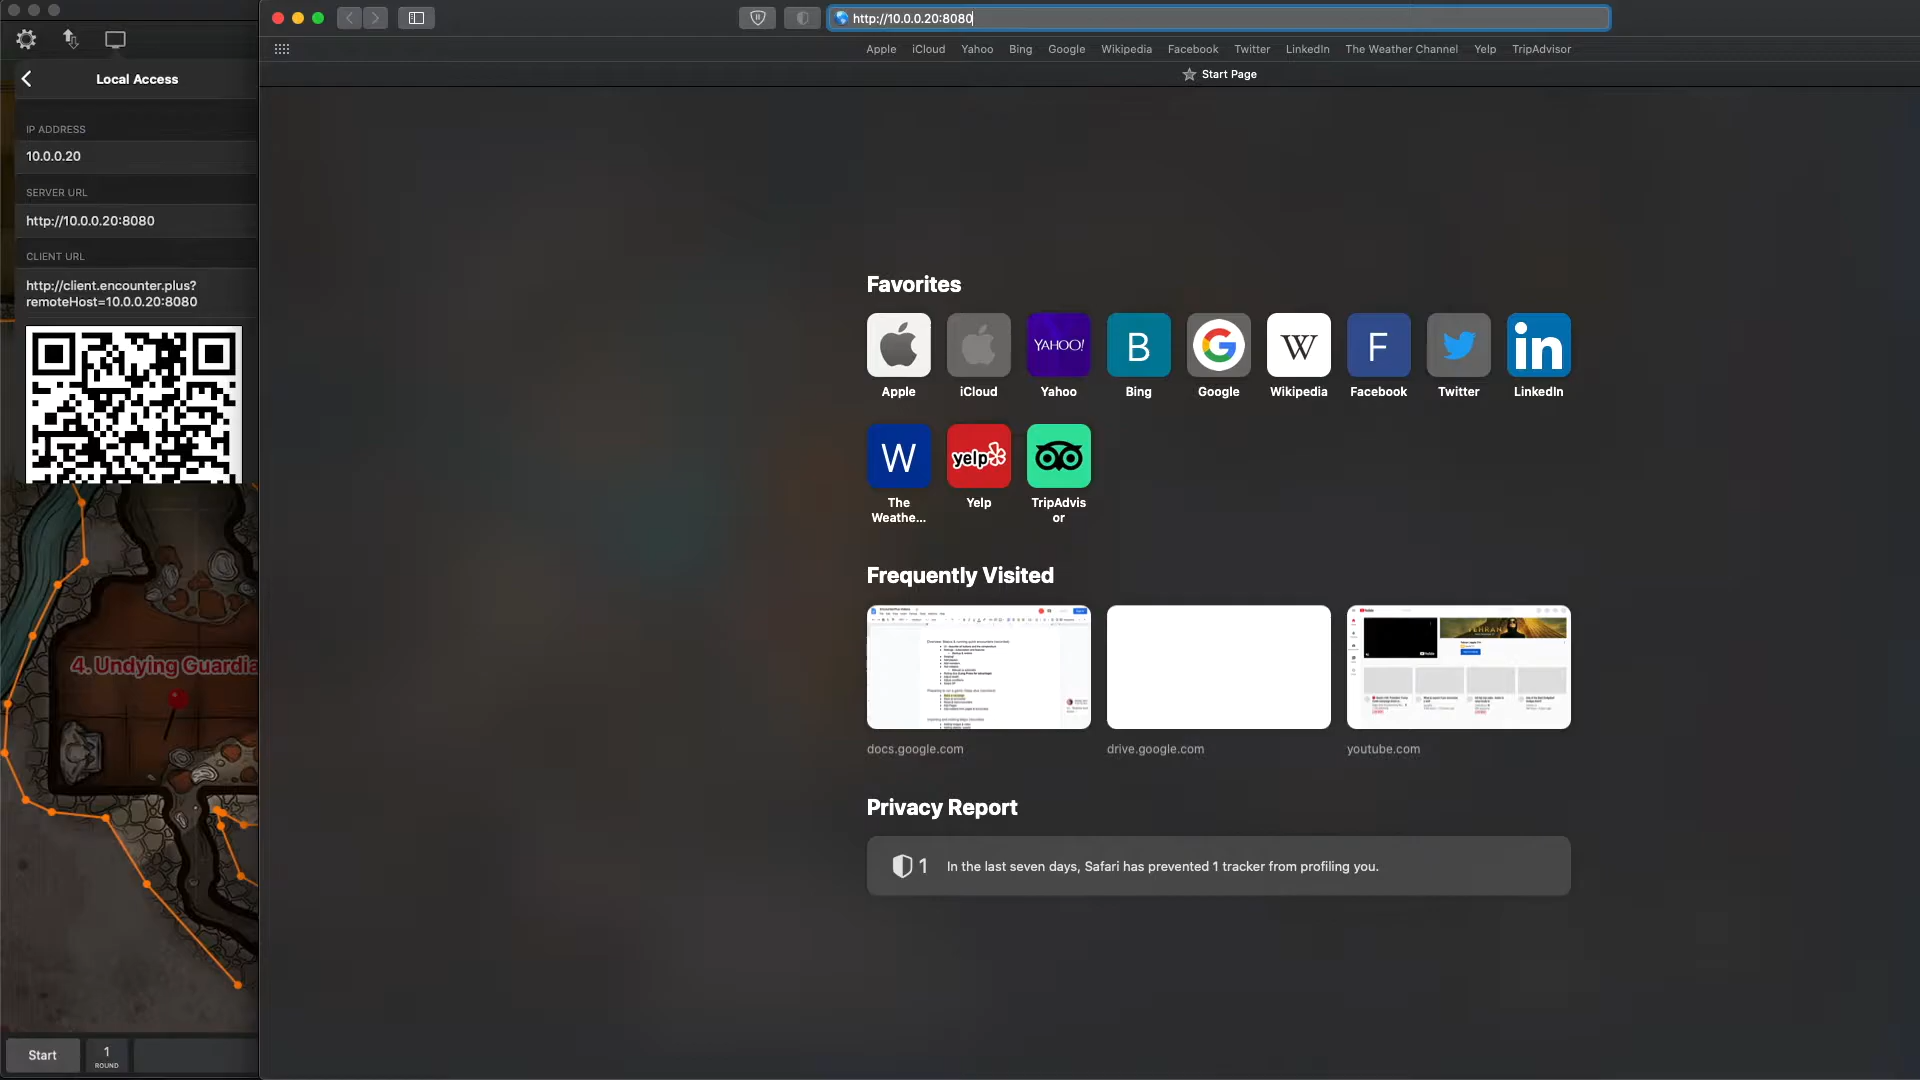 http://10.0.0.20:8080
Apple iCloud Yahoo Bing Google Wikipedia Facebook Twitter LinkedIn The Weather Channel Yelp TripAdvisor
Start Page
Local Access
IP ADDRESS
10.0.0.20
SERVER URL
http://10.0.0.20:8080
CLIENT URL
http://client.encounter.plus?
remoteHost=10.0.0.20:8080
4. Undying Guardia
Start
1
ROUND
Favorites
YAHOO!
B
W
F
in
Apple
iCloud
Yahoo
Bing
Google
Wikipedia
Facebook
Twitter
LinkedIn
W
yelp
The
Weathe...
Yelp
TripAdvis
or
Frequently Visited
docs.google.com
drive.google.com
youtube.com
Privacy Report
1
In the last seven days, Safari has prevented 1 tracker from profiling you.